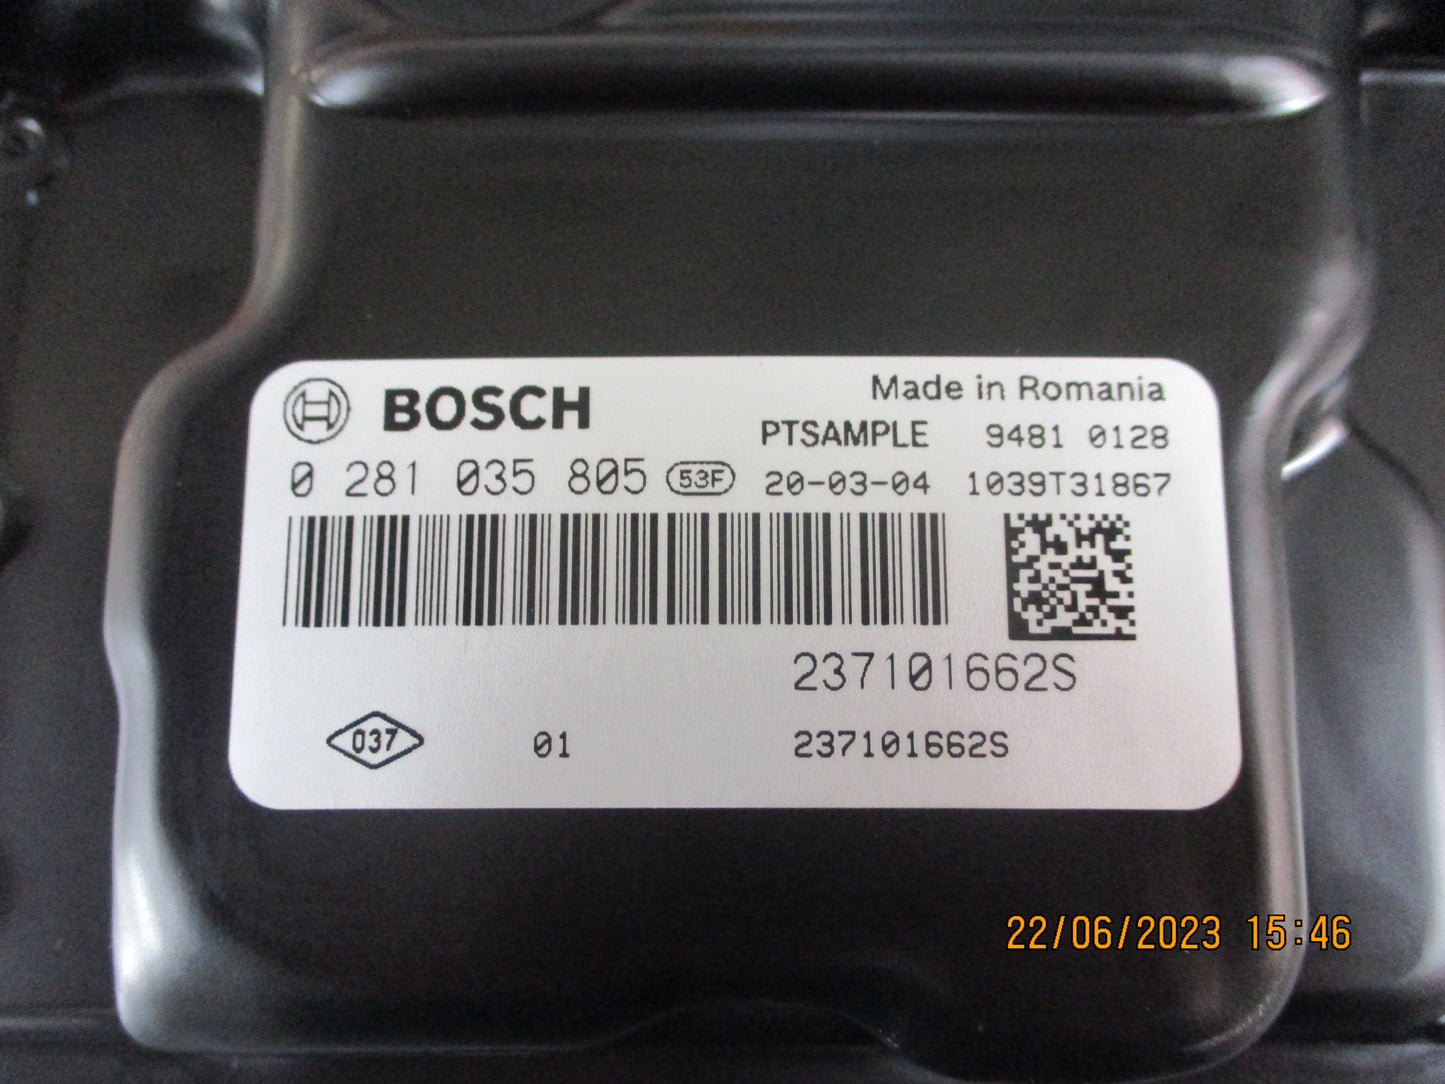 BOSCH Made in Romania
PTSAMPLE 9481 0128
0 281 035 805 53F 20-03-04 1039T31867
237101662S
037 01 237101662S
22/06/2023 15:46